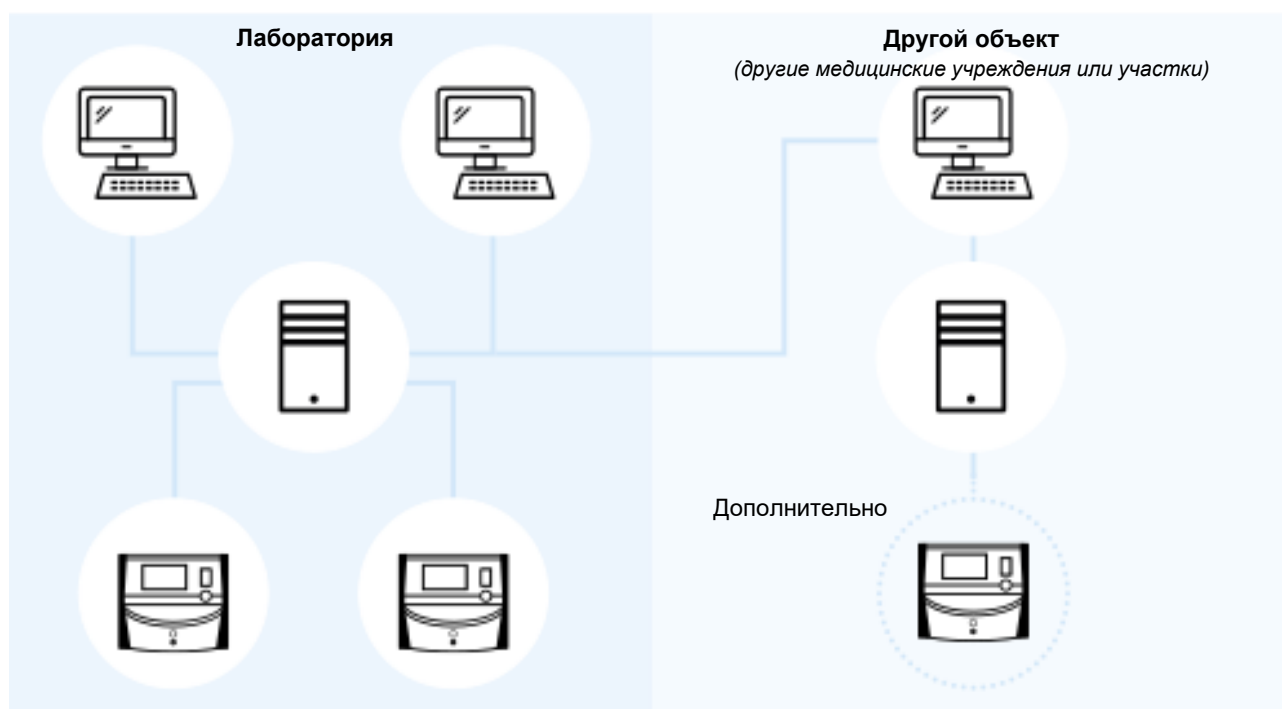 Лаборатория
Другой объект
(другие медицинские учреждения или участки)
Дополнительно